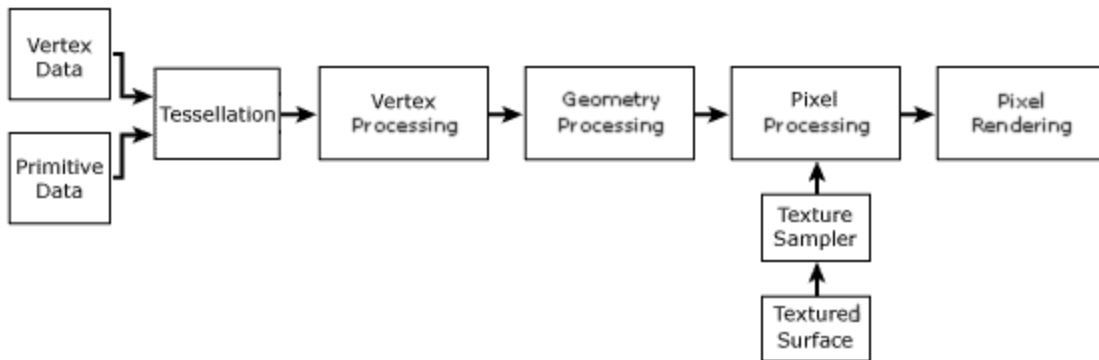 Vertex
Data
Primitive
Data
Tessellation
Vertex
Processing
Geometry
Processing
Pixel
Processing
Pixel
Rendering
Texture
Sampler
Textured
Surface